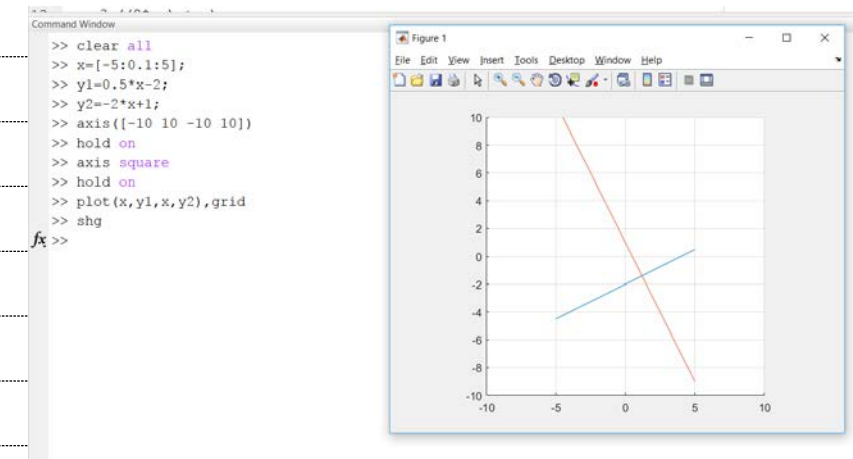 Command Window
>> clear all
>> x=[-5:0.1:5];
>> y1=0.5*x-2;
>> y2=-2*x+1;
>> axis([-10 10 -10 10])
>> hold on
>> axis square
>> hold on
>> plot(x,y1,x,y2),grid
>> shg
fx >>
Figure 1
File Edit View Insert Tools Desktop Window Help
10
8
6
4
2
0
-2
-4
-6
-8
-10
-10 -5 0 5 10